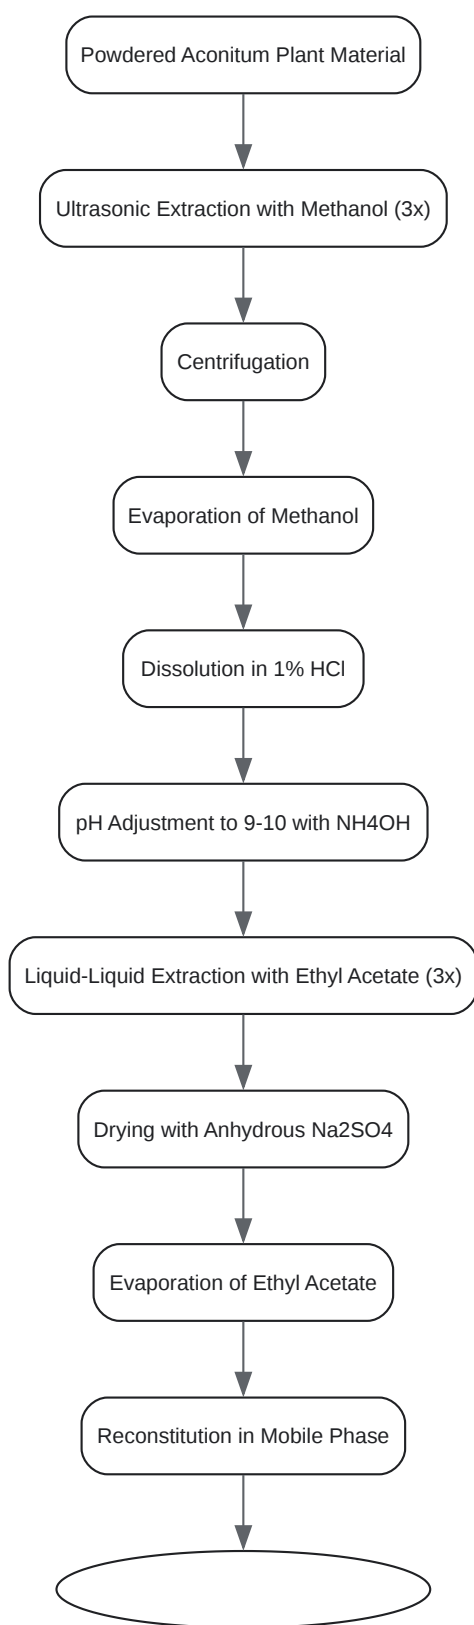 Powdered Aconitum Plant Material
Ultrasonic Extraction with Methanol (3x)
Centrifugation
Evaporation of Methanol
Dissolution in 1% HCl
pH Adjustment to 9-10 with NH4OH
Liquid-Liquid Extraction with Ethyl Acetate (3x)
Drying with Anhydrous Na2SO4
Evaporation of Ethyl Acetate
Reconstitution in Mobile Phase